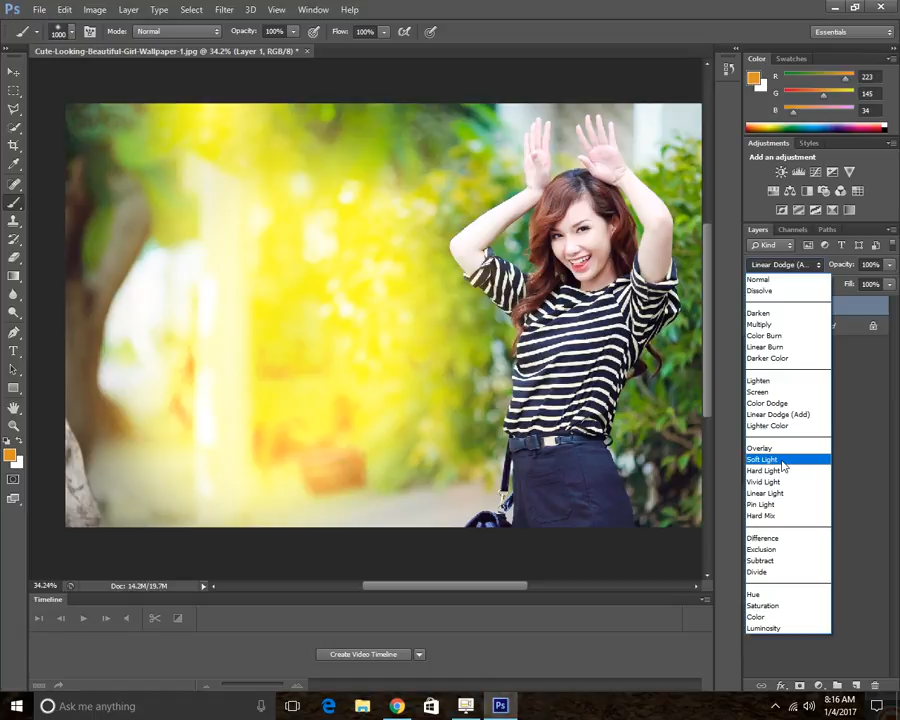 Ps File Edit Image Layer Type Select Filter 3D View Window Help
1000 Mode: Normal Opacity: 100% Flow: 100% Essentials
Cute-Looking-Beautiful-Girl-Wallpaper-1.jpg @ 34.2% (Layer 1, RGB/8) * ×
Color Swatches
R 223
G 145
B 34
Adjustments Styles
Add an adjustment
Layers Channels Paths
Kind
Linear Dodge (A... Opacity: 100%
Fill: 100%
Normal
Dissolve
Darken
Multiply
Color Burn
Linear Burn
Darker Color
Lighten
Screen
Color Dodge
Linear Dodge (Add)
Lighter Color
Overlay
Soft Light
Hard Light
Vivid Light
Linear Light
Pin Light
Hard Mix
Difference
Exclusion
Subtract
Divide
Hue
Saturation
Color
Luminosity
34.24% Doc: 14.2M/19.7M
Timeline
Create Video Timeline
fx
Ask me anything
Ps
8:16 AM
1/4/2017